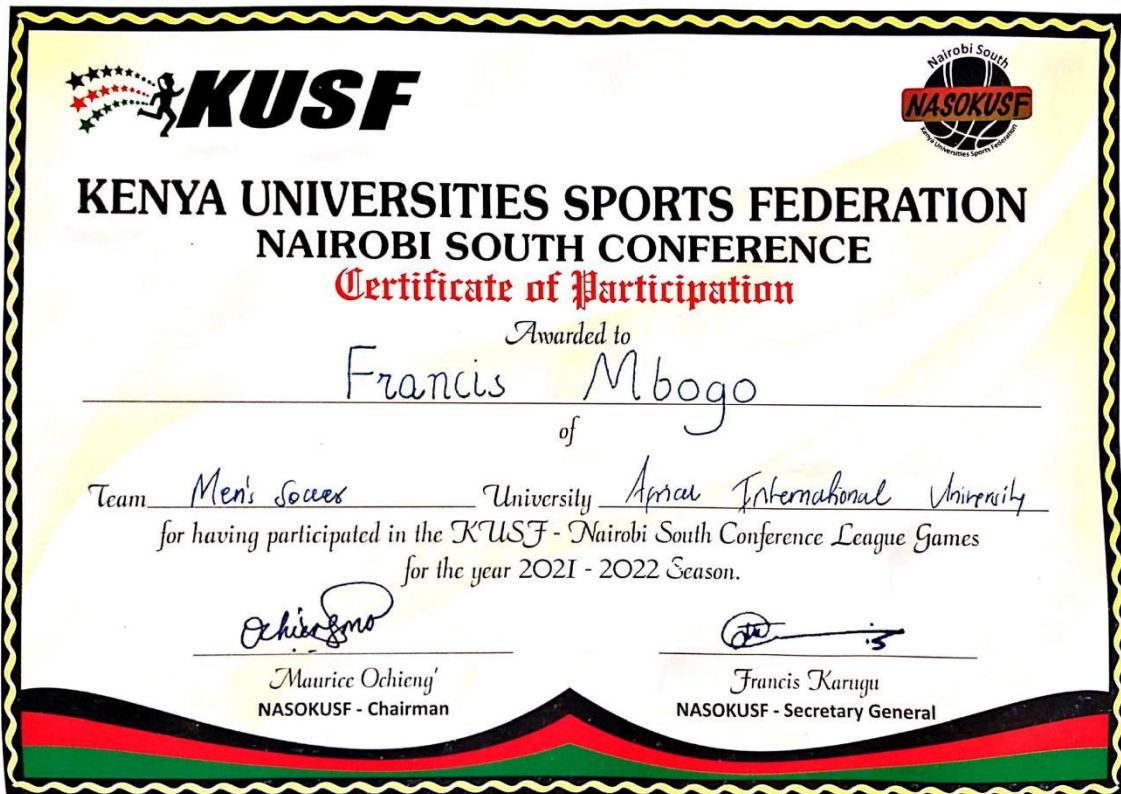 KUSF
Nairobi South
NASOKUSF
Kenya Universities Sports Federation
KENYA UNIVERSITIES SPORTS FEDERATION
NAIROBI SOUTH CONFERENCE
Certificate of Participation
Awarded to
Francis Mbogo
of
Team Men's Soccer University Africa International University
for having participated in the KUSF - Nairobi South Conference League Games
for the year 2021 - 2022 Season.
Maurice Ochieng'
Francis Karugu
NASOKUSF - Chairman
NASOKUSF - Secretary General